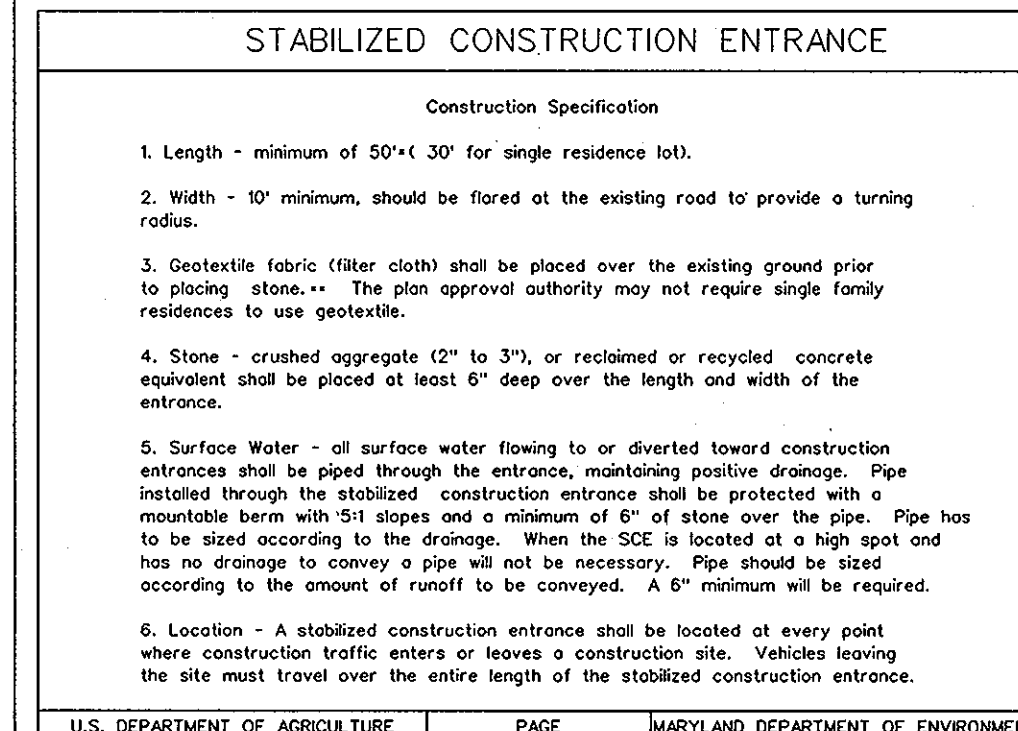 STABILIZED CONSTRUCTION ENTRANCE
Construction Specification
1. Length - minimum of 50'*( 30' for single residence lot).
2. Width - 10' minimum, should be flared at the existing road to provide a turning
radius.
3. Geotextile fabric (filter cloth) shall be placed over the existing ground prior
to placing stone. ** The plan approval authority may not require single family
residences to use geotextile.
4. Stone - crushed aggregate (2" to 3"), or reclaimed or recycled concrete
equivalent shall be placed at least 6" deep over the length and width of the
entrance.
5. Surface Water - all surface water flowing to or diverted toward construction
entrances shall be piped through the entrance, maintaining positive drainage. Pipe
installed through the stabilized construction entrance shall be protected with a
mountable berm with 5:1 slopes and a minimum of 6" of stone over the pipe. Pipe has
to be sized according to the drainage. When the SCE is located at a high spot and
has no drainage to convey a pipe will not be necessary. Pipe should be sized
according to the amount of runoff to be conveyed. A 6" minimum will be required.
6. Location - A stabilized construction entrance shall be located at every point
where construction traffic enters or leaves a construction site. Vehicles leaving
the site must travel over the entire length of the stabilized construction entrance.
U.S. DEPARTMENT OF AGRICULTURE PAGE MARYLAND DEPARTMENT OF ENVIRONME